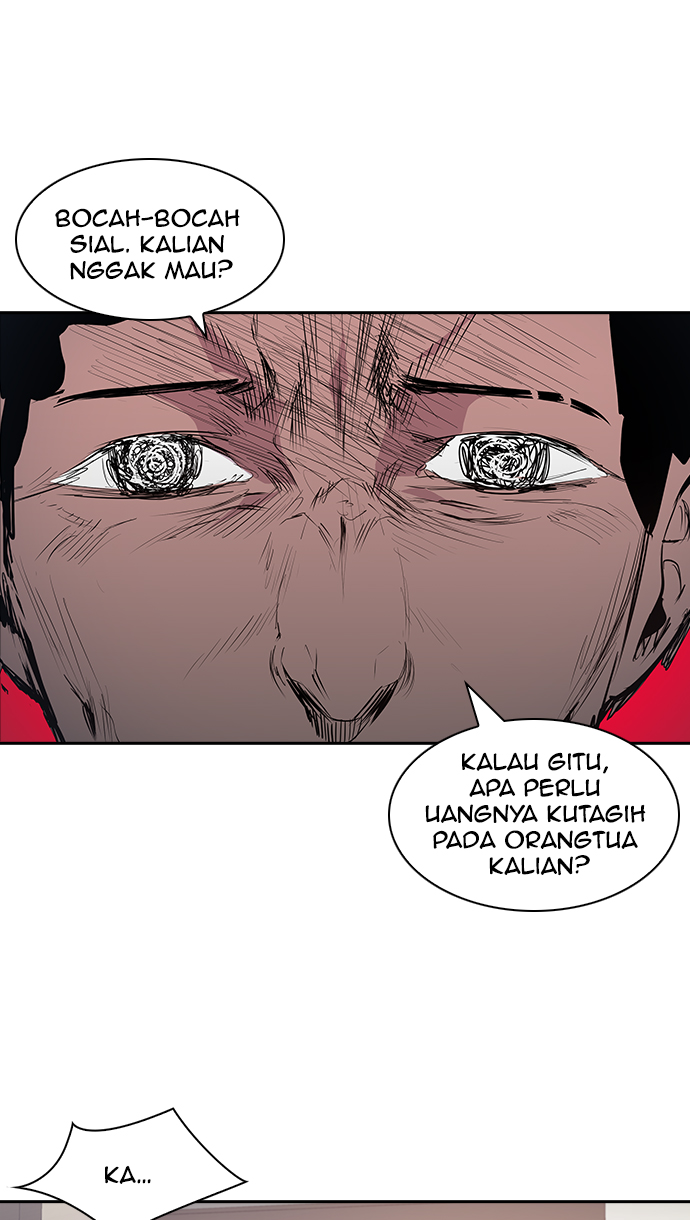 BOCAH-BOCAH
SIAL. KALIAN
NGGAK MAU?
KALAU GITU,
APA PERLU
UANGNYA KUTAGIH
PADA ORANGTUA
KALIAN?
KA...